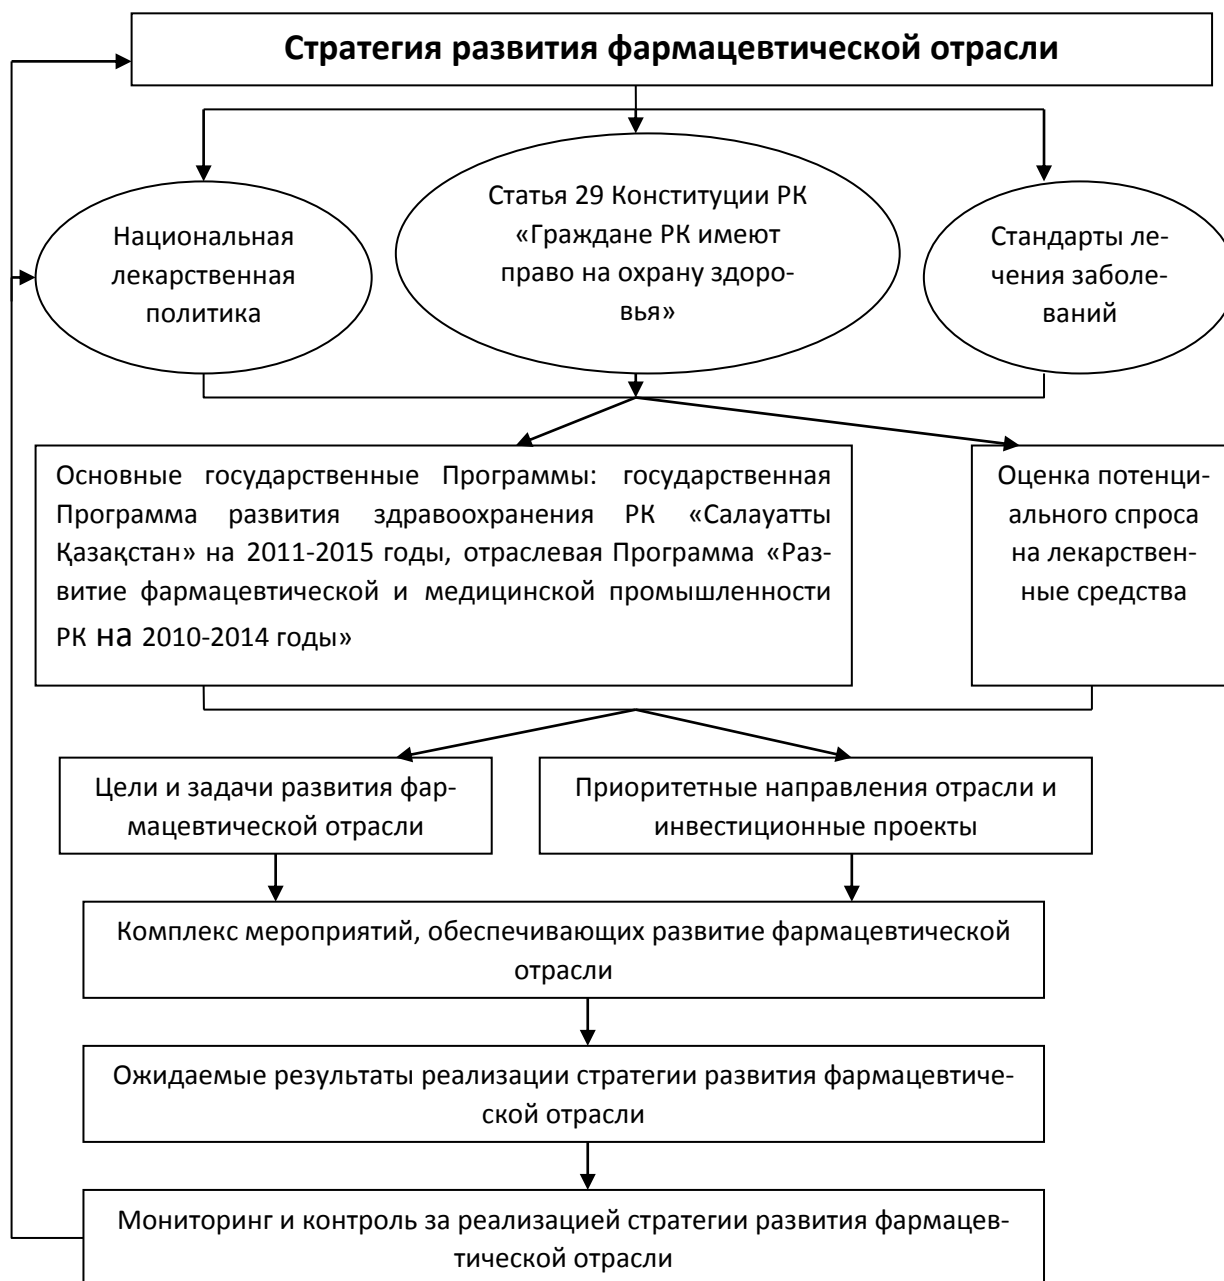 Стратегия развития фармацевтической отрасли
Национальная
лекарственная
политика
Статья 29 Конституции РК
«Граждане РК имеют
право на охрану здоро-
вья»
Стандарты ле-
чения заболе-
ваний
Основные государственные Программы: государственная
Программа развития здравоохранения РК «Салауатты
Қазақстан» на 2011-2015 годы, отраслевая Программа «Раз-
витие фармацевтической и медицинской промышленности
РК на 2010-2014 годы»
Оценка потенци-
ального спроса
на лекарствен-
ные средства
Цели и задачи развития фар-
мацевтической отрасли
Приоритетные направления отрасли и
инвестиционные проекты
Комплекс мероприятий, обеспечивающих развитие фармацевтической
отрасли
Ожидаемые результаты реализации стратегии развития фармацевтиче-
ской отрасли
Мониторинг и контроль за реализацией стратегии развития фармацев-
тической отрасли